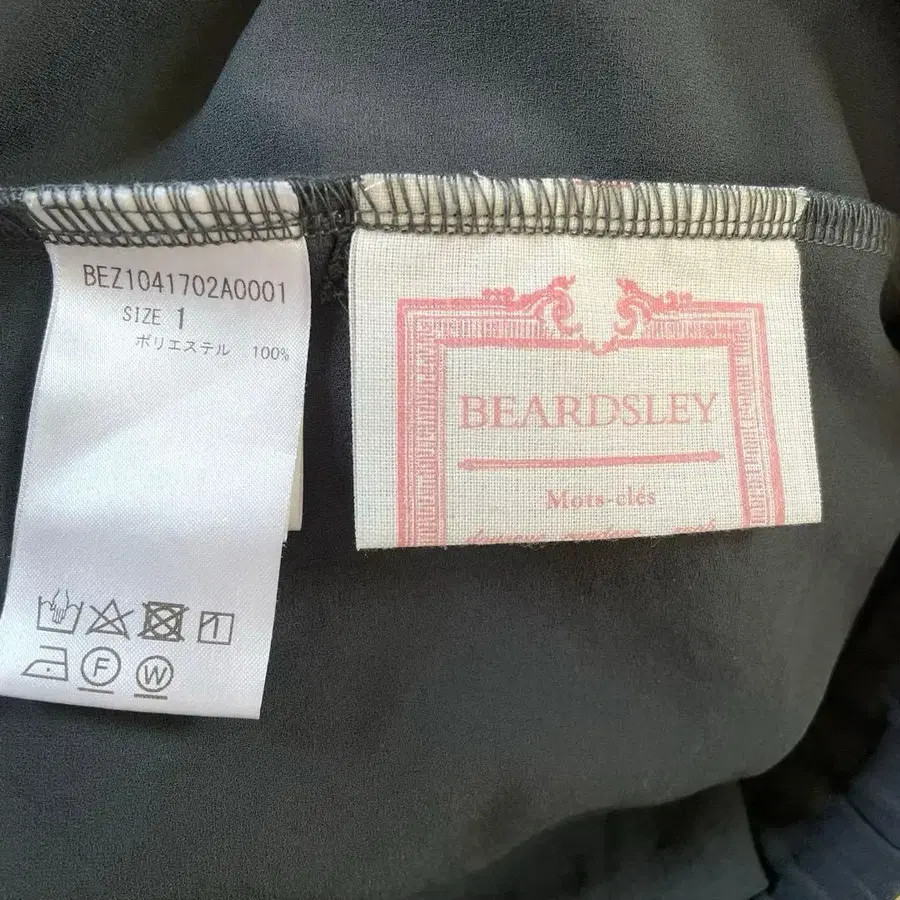 BEZ1041702A0001
SIZE 1
ポリエステル 100%
F
W
BEARDSLEY
Mots-clés